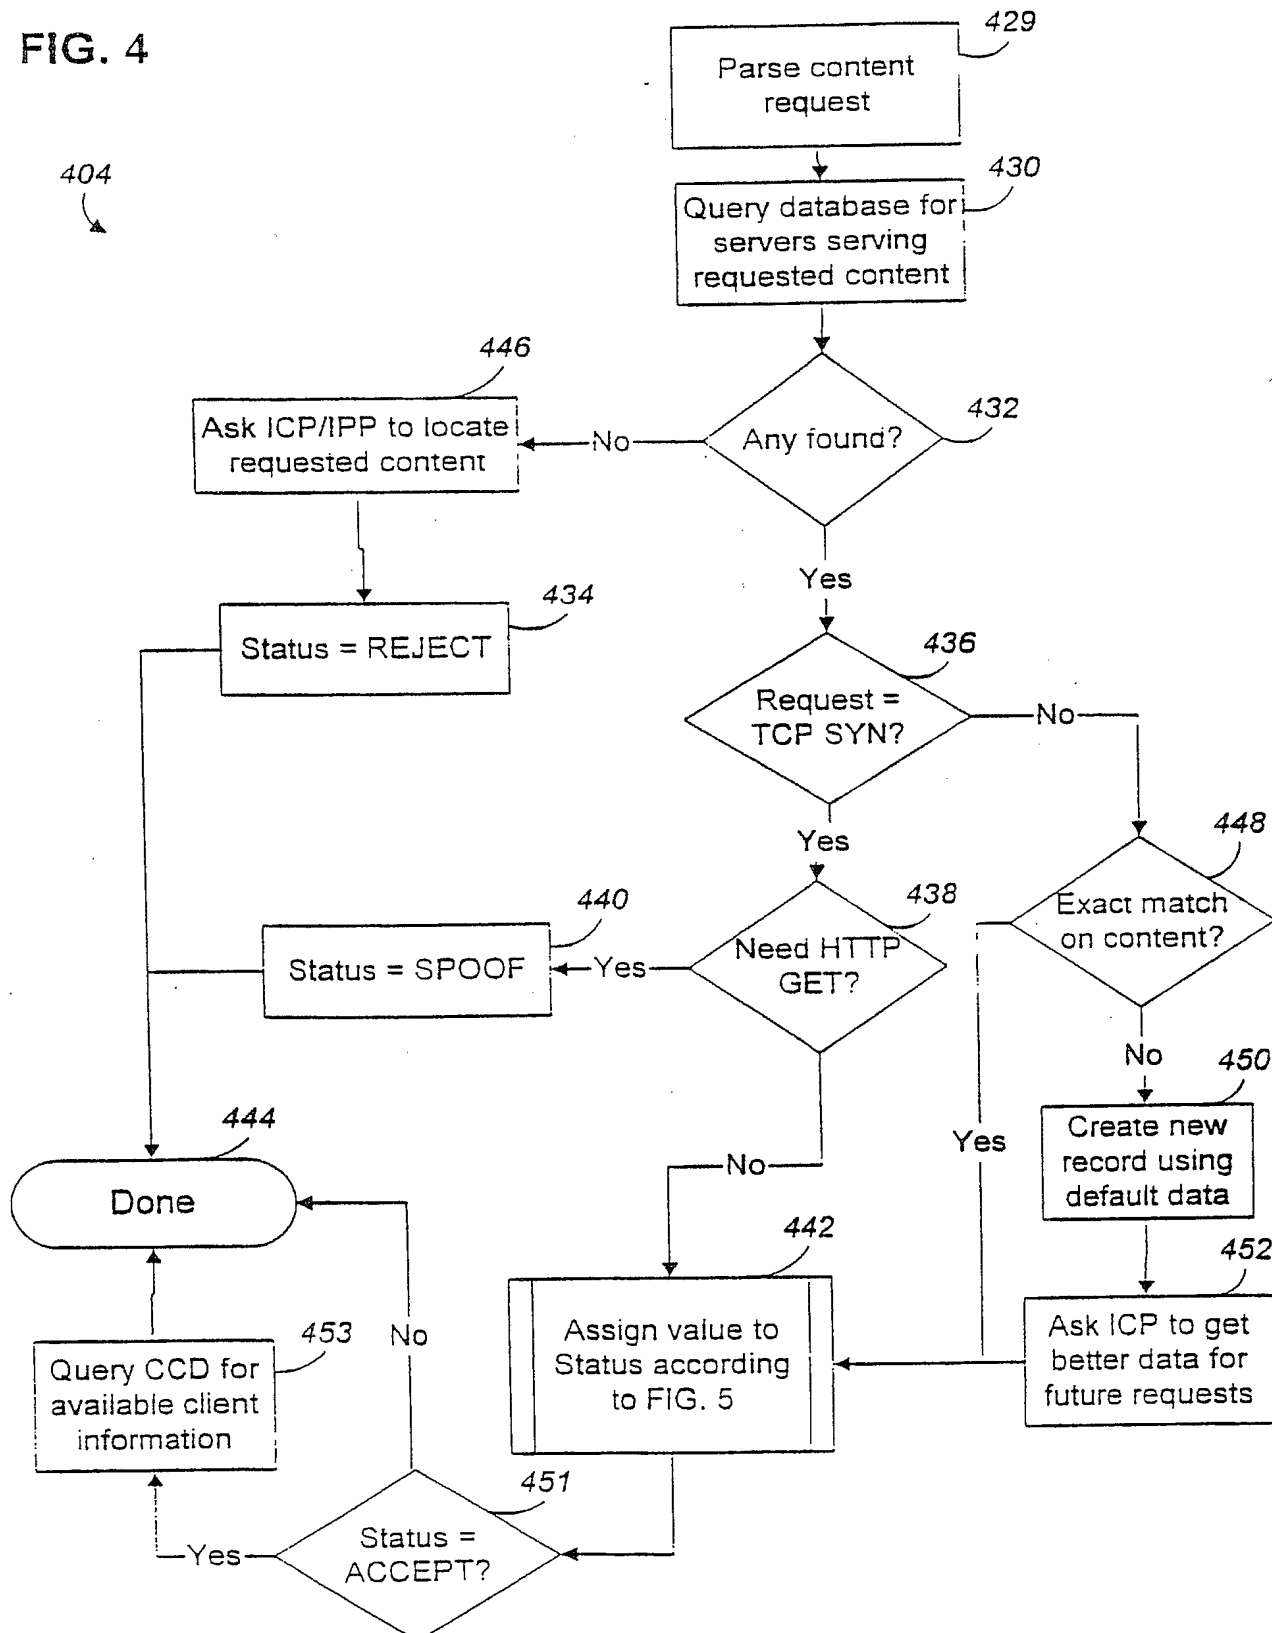 FIG. 4
429
Parse content
request
404
430
Query database for
servers serving
requested content
446
Ask ICP/IPP to locate
requested content
No
Any found?
432
Yes
434
Status = REJECT
436
Request =
TCP SYN?
No
Yes
448
Exact match
on content?
438
Need HTTP
GET?
440
Status = SPOOF
Yes
No
450
Create new
record using
default data
Yes
444
Done
No
442
Assign value to
Status according
to FIG. 5
452
Ask ICP to get
better data for
future requests
453
Query CCD for
available client
information
No
451
Status =
ACCEPT?
Yes